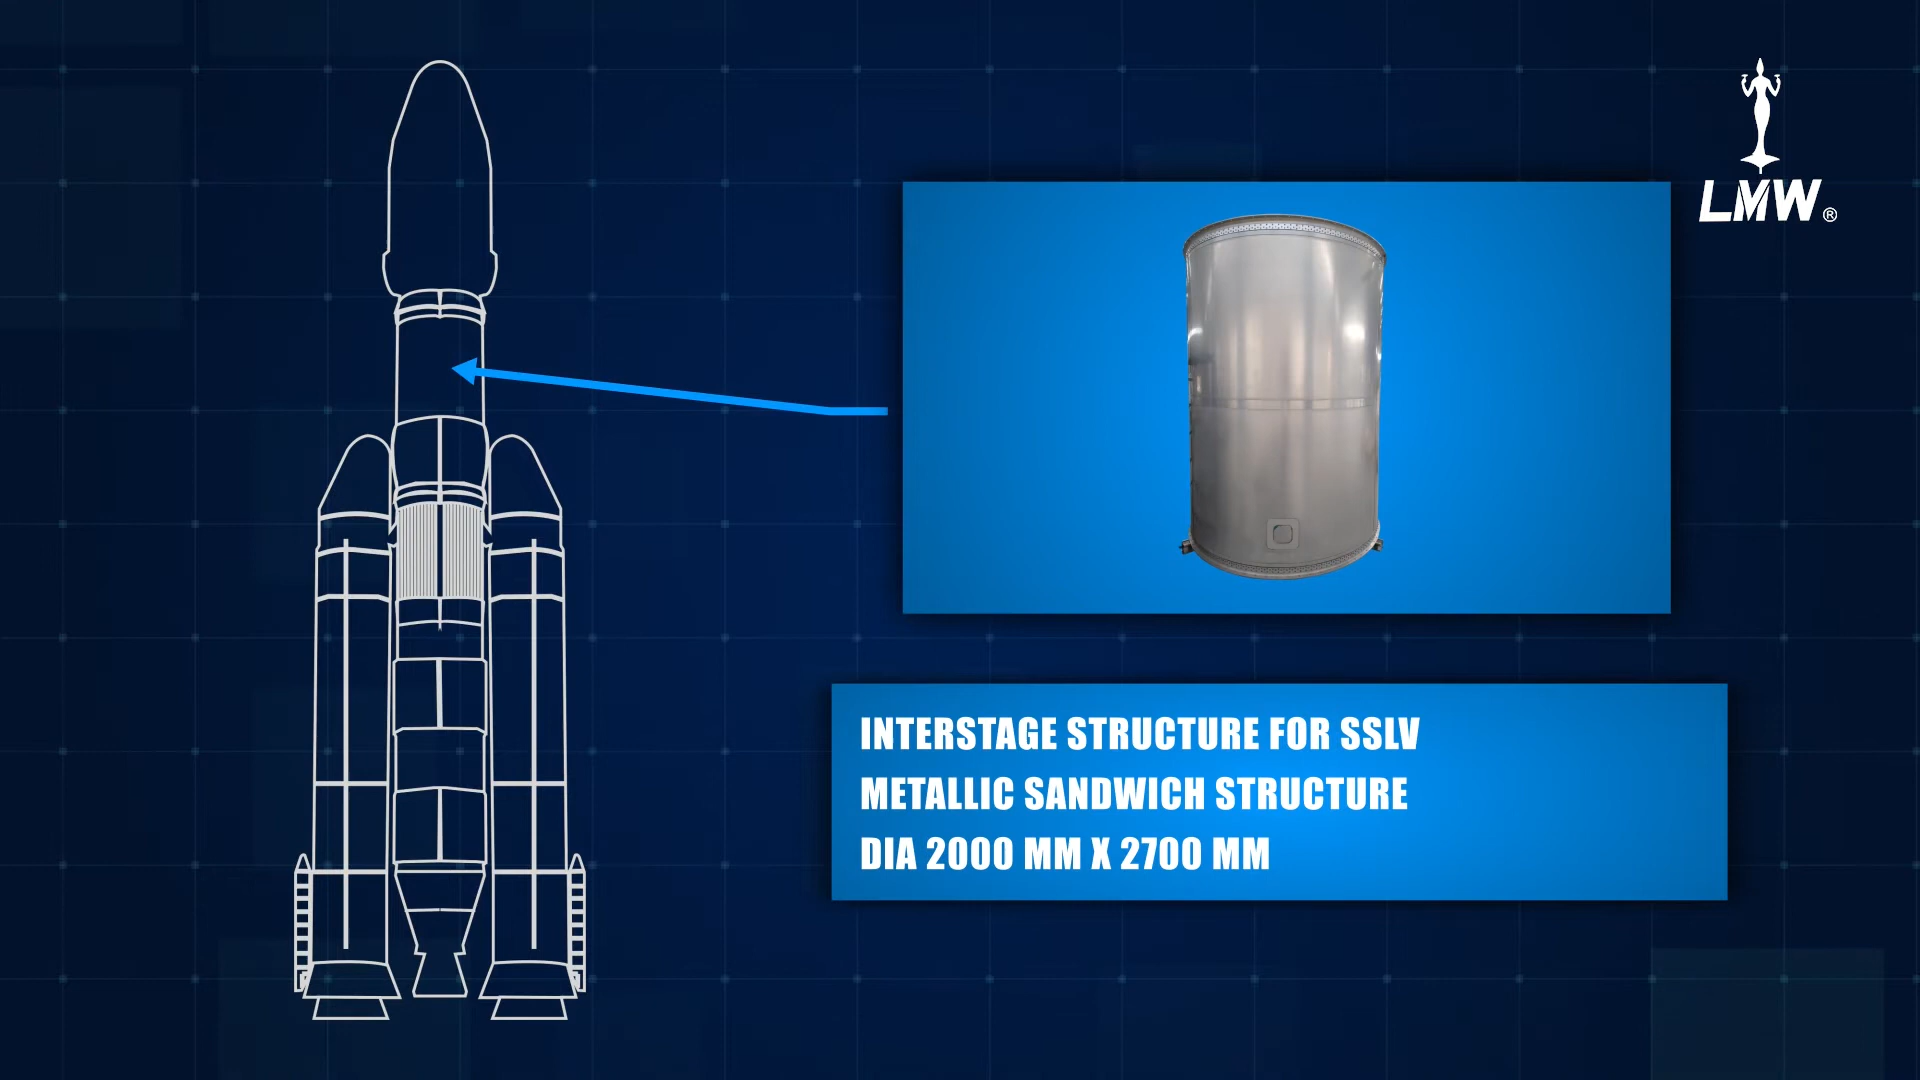 LMW®
INTERSTAGE STRUCTURE FOR SSLV
METALLIC SANDWICH STRUCTURE
DIA 2000 MM X 2700 MM